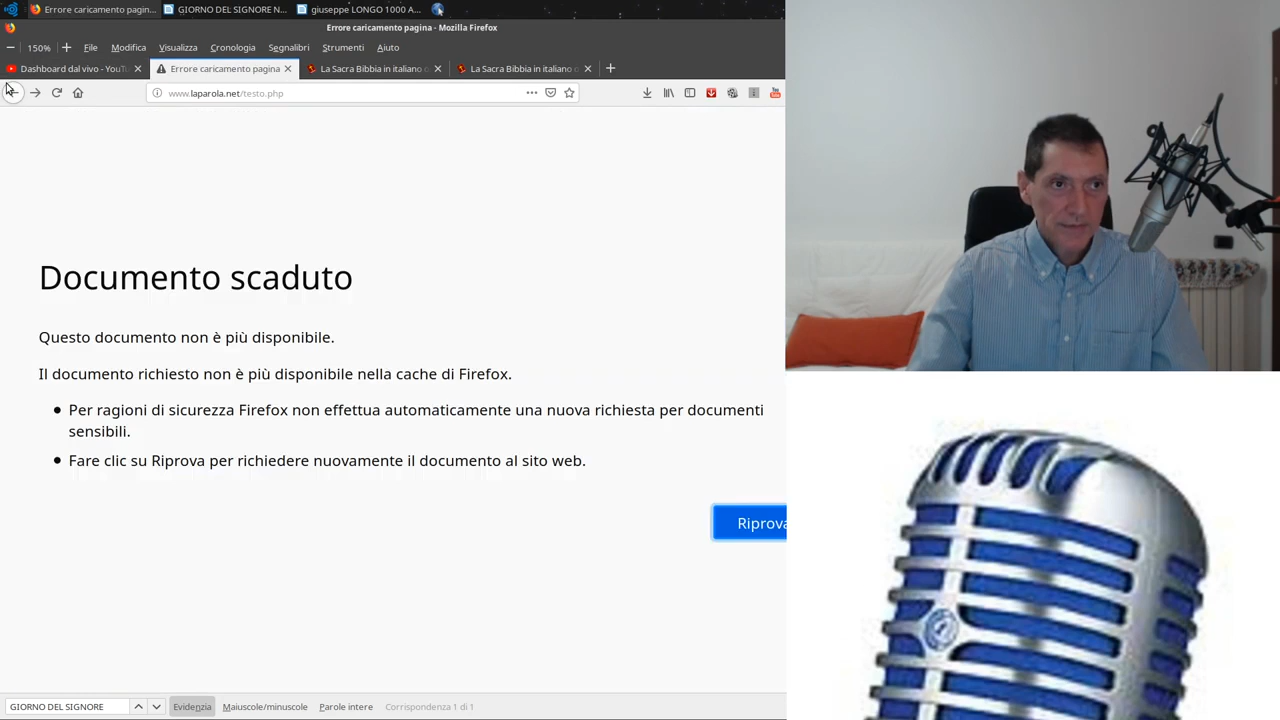 Errore caricamento pagin...
GIORNO DEL SIGNORE N...
giuseppe LONGO 1000 A...
Errore caricamento pagina - Mozilla Firefox
150%
File
Modifica
Visualizza
Cronologia
Segnalibri
Strumenti
Aiuto
Dashboard dal vivo - YouTu
Errore caricamento pagina
La Sacra Bibbia in italiano o
La Sacra Bibbia in italiano o
www.laparola.net/testo.php
Documento scaduto
Questo documento non è più disponibile.
Il documento richiesto non è più disponibile nella cache di Firefox.
Per ragioni di sicurezza Firefox non effettua automaticamente una nuova richiesta per documenti
sensibili.
Fare clic su Riprova per richiedere nuovamente il documento al sito web.
Riprova
GIORNO DEL SIGNORE
Evidenzia
Maiuscole/minuscole
Parole intere
Corrispondenza 1 di 1